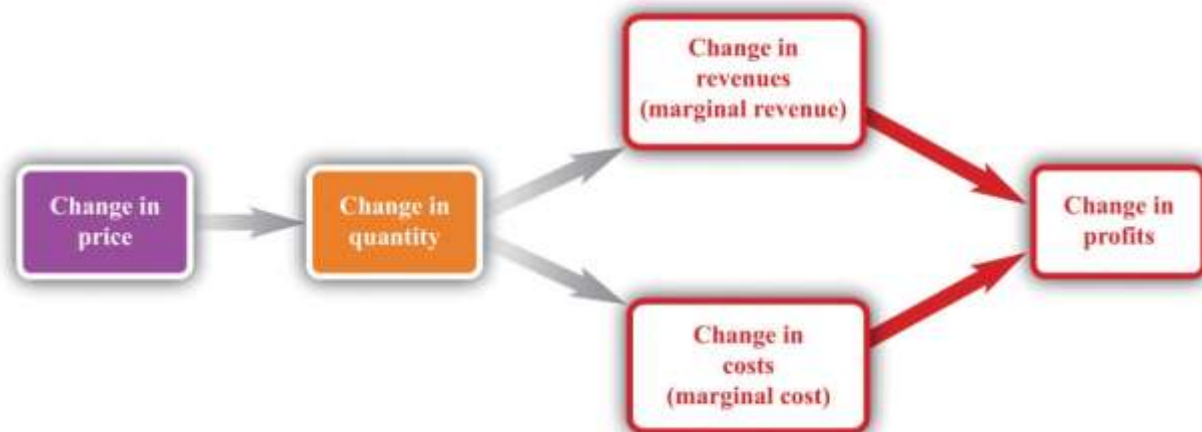 Change in
price
Change in
quantity
Change in
revenues
(marginal revenue)
Change in
costs
(marginal cost)
Change in
profits